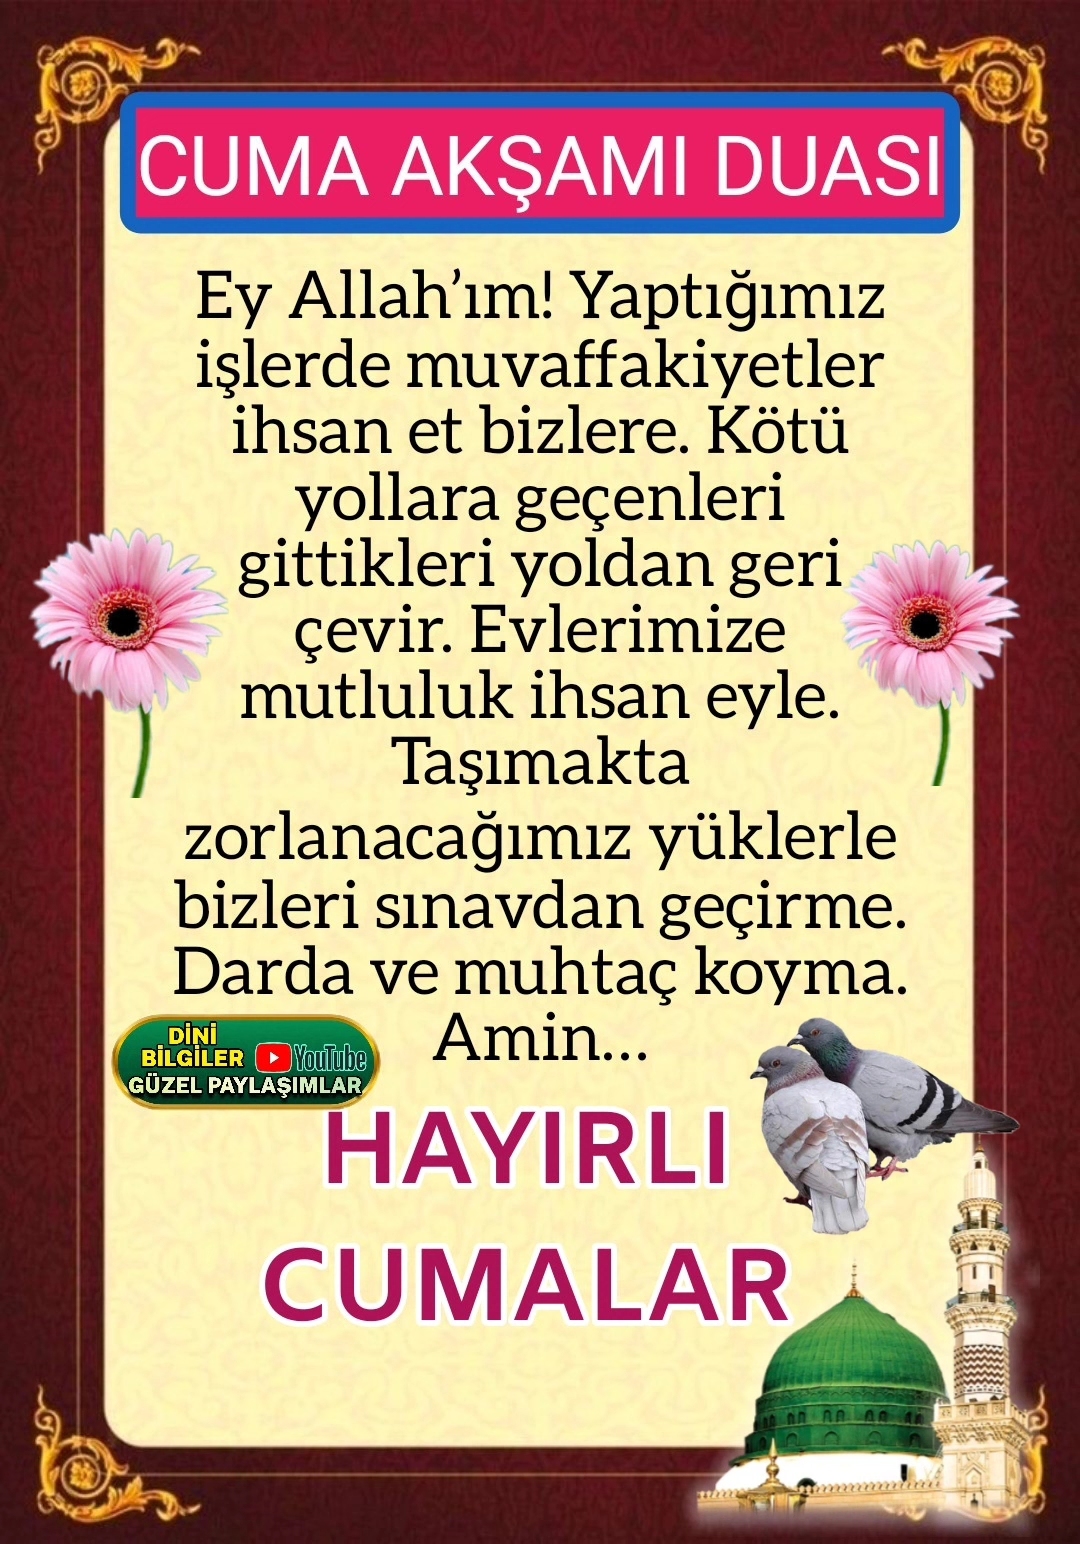 CUMA AKŞAMI DUASI
Ey Allah’ım! Yaptığımız
işlerde muvaffakiyetler
ihsan et bizlere. Kötü
yollara geçenleri
gittikleri yoldan geri
çevir. Evlerimize
mutluluk ihsan eyle.
Taşımakta
zorlanacağımız yüklerle
bizleri sınavdan geçirme.
Darda ve muhtaç koyma.
Amin...
DİNİ
BİLGİLER YouTube
GÜZEL PAYLAŞIMLAR
HAYIRLI
CUMALAR